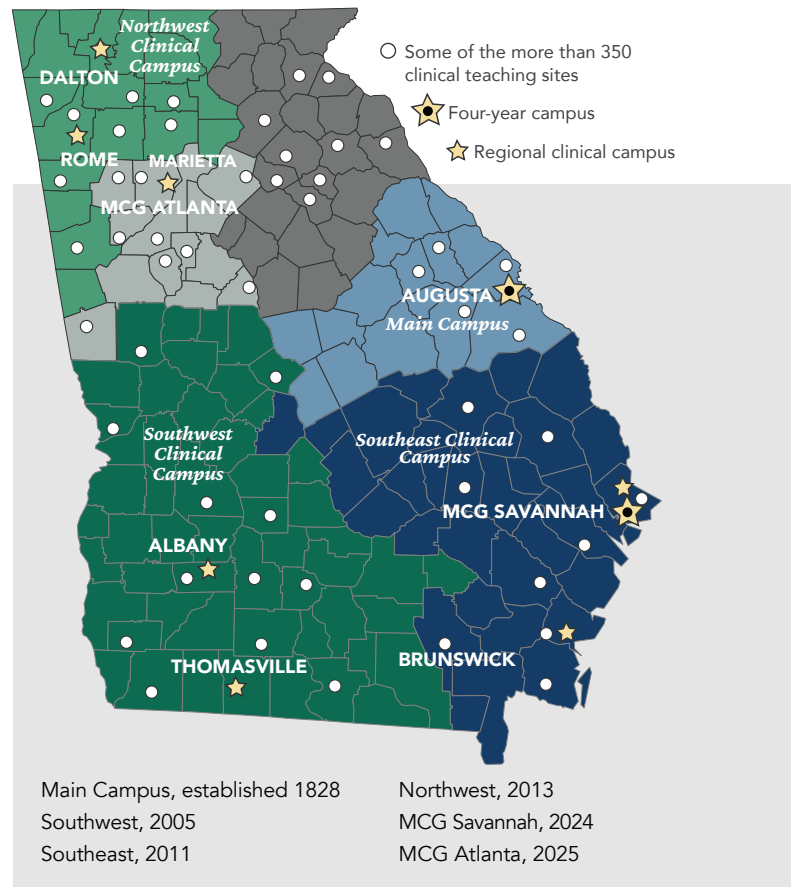 Northwest
Clinical
Campus
DALTON
ROME
MARIETTA
MCG ATLANTA
Some of the more than 350
clinical teaching sites
Four-year campus
Regional clinical campus
AUGUSTA
Main Campus
Southwest
Clinical
Campus
Southeast Clinical
Campus
MCG SAVANNAH
ALBANY
THOMASVILLE
BRUNSWICK
Main Campus, established 1828
Southwest, 2005
Southeast, 2011
Northwest, 2013
MCG Savannah, 2024
MCG Atlanta, 2025